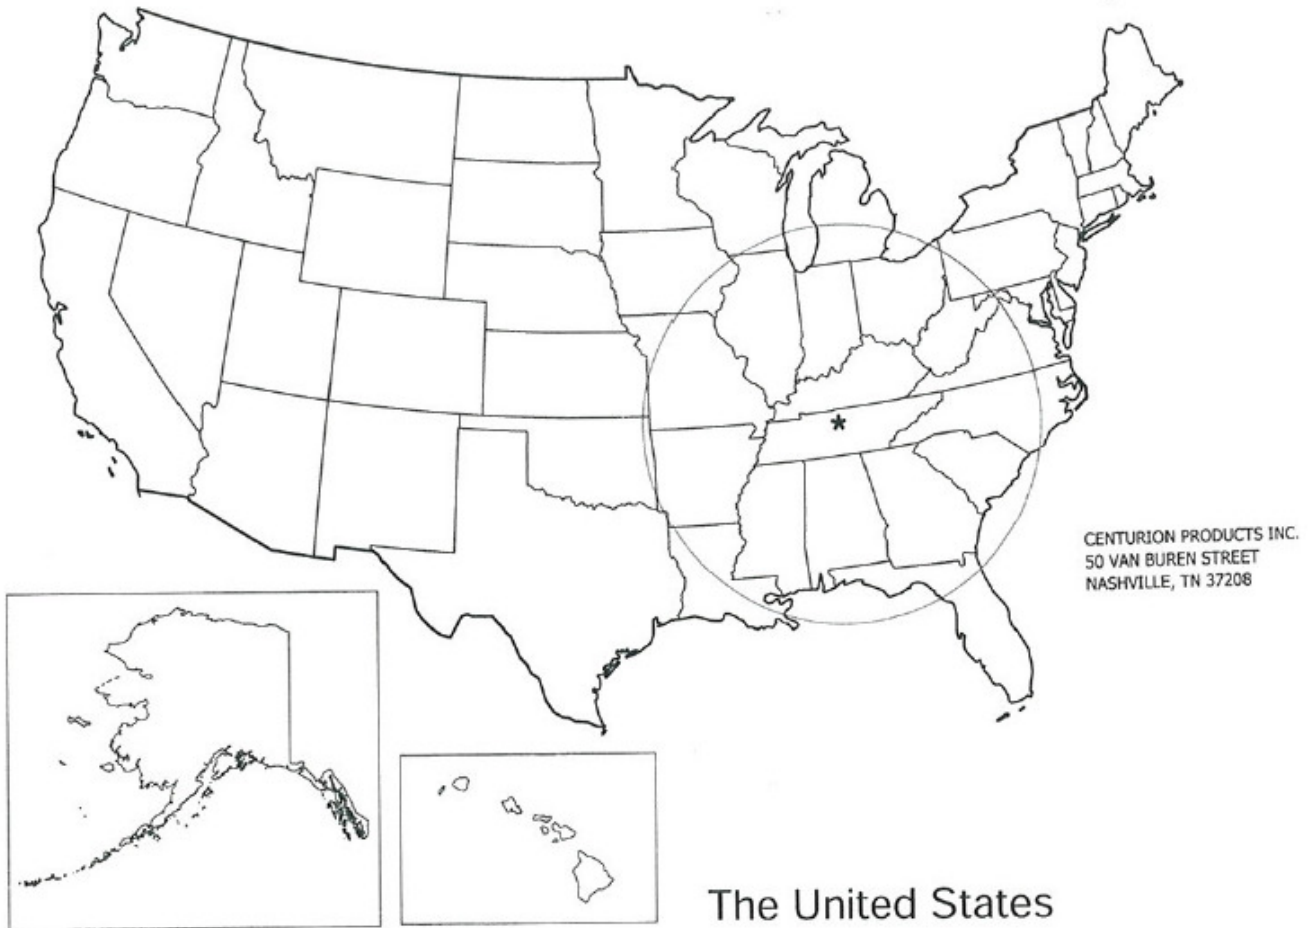 *
CENTURION PRODUCTS INC.
50 VAN BUREN STREET
NASHVILLE, TN 37208
The United States